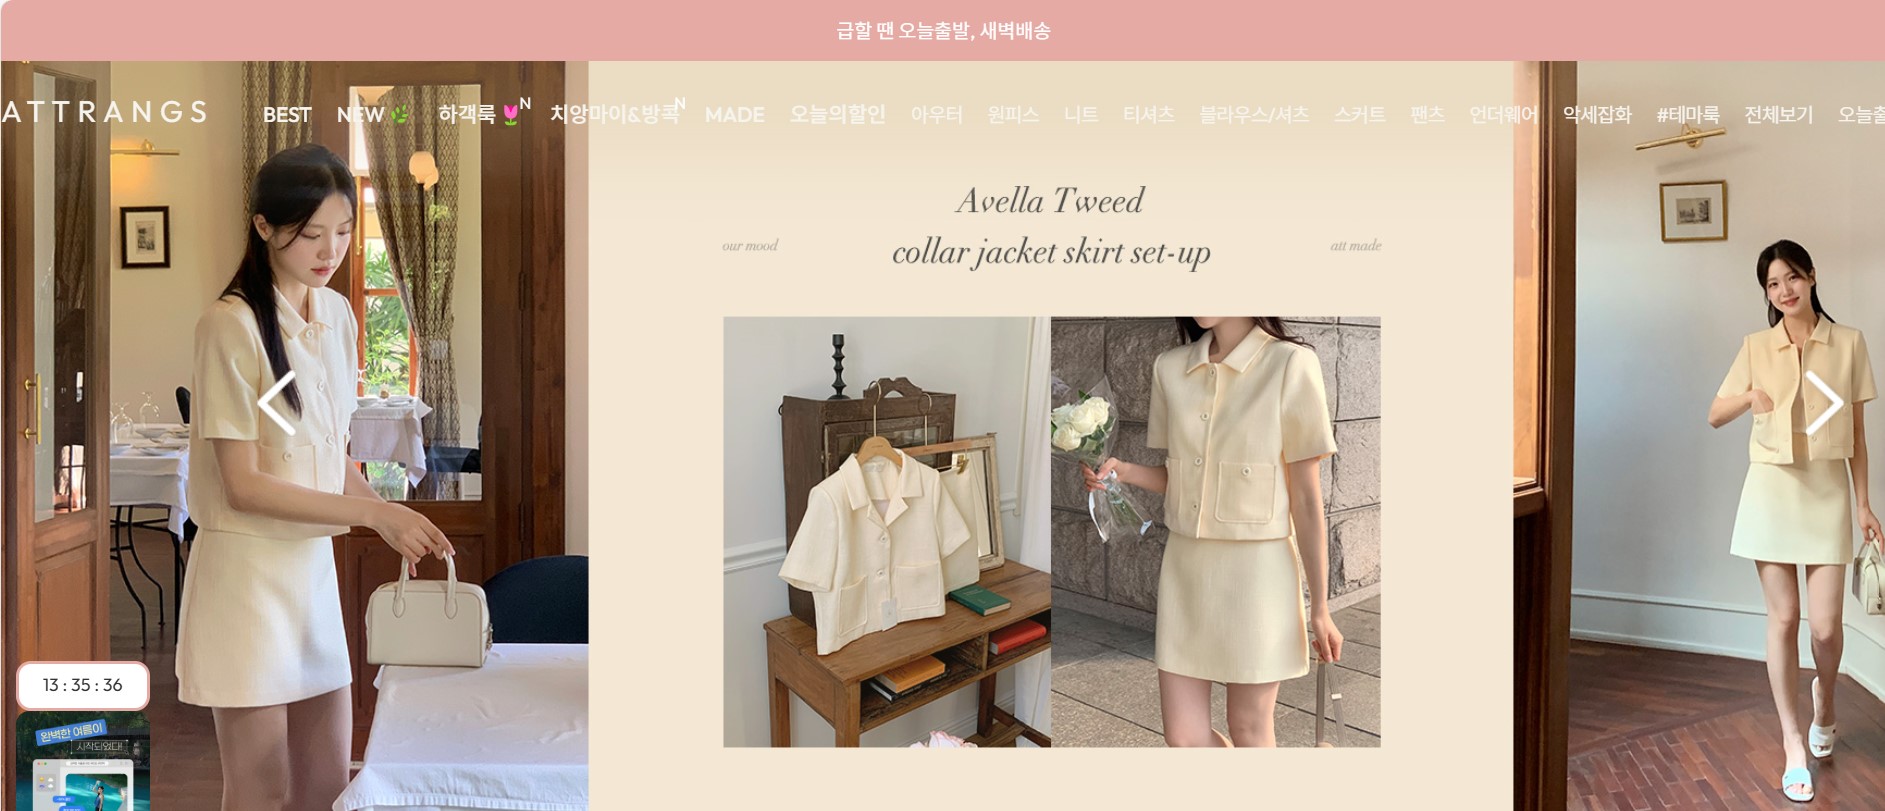 급할 땐 오늘출발, 새벽배송
ATTRANGS
BEST NEW 하객룩 N 치앙마이&방콕 N MADE 오늘의할인 아우터 원피스 니트 티셔츠 블라우스/셔츠 스커트 팬츠 언더웨어 악세잡화 #테마룩 전체보기 오늘출
Avella Tweed
our mood
collar jacket skirt set-up
att made
13 : 35 : 36
완벽한 여름이
시작되었다!